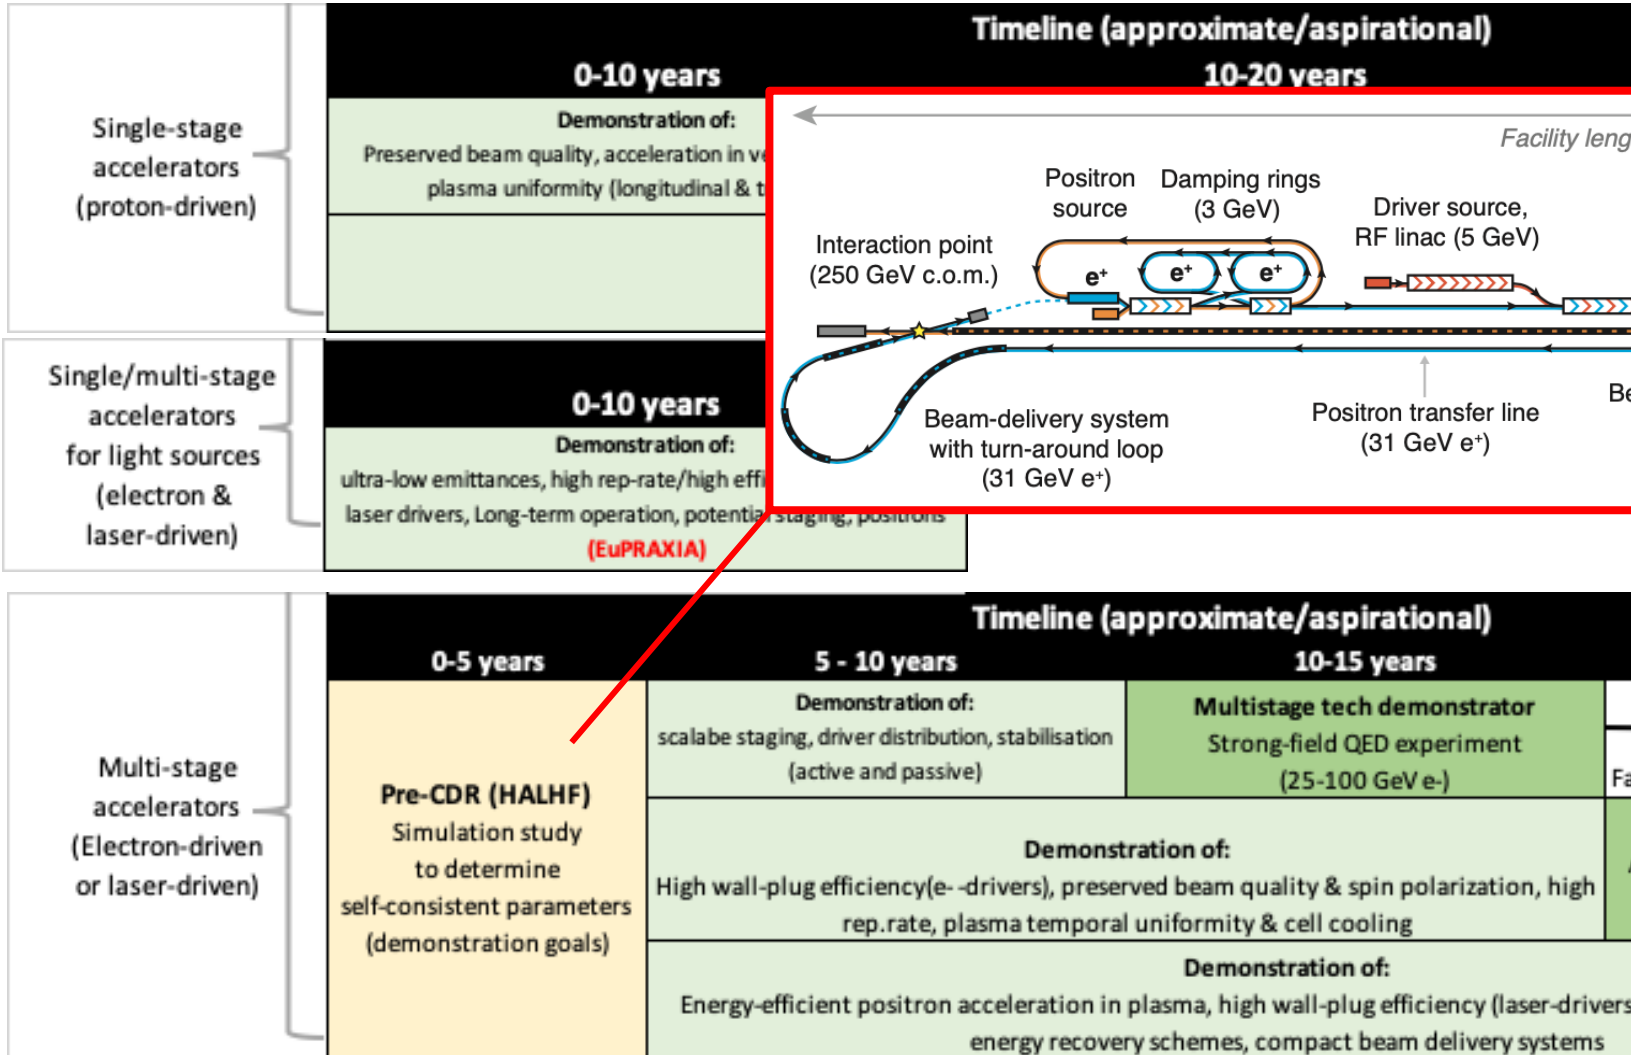 Single-stage
accelerators
(proton-driven)
Timeline (approximate/aspirational)
0-10 years
10-20 years
Demonstration of:
Preserved beam quality, acceleration in
plasma uniformity (longitudinal &
Facility
Positron
source
Damping rings
(3 GeV)
Driver source,
RF linac (5 GeV)
Interaction point
(250 GeV c.o.m.)
e⁺
e⁺
e⁺
Beam-delivery system
with turn-around loop
(31 GeV e⁺)
Positron transfer line
(31 GeV e⁺)
Single/multi-stage
accelerators
for light sources
(electron &
laser-driven)
0-10 years
Demonstration of:
ultra-low emittances, high rep-rate/high
laser drivers, Long-term operation, potential staging, positrons
(EuPRAXIA)
Multi-stage
accelerators
(Electron-driven
or laser-driven)
Timeline (approximate/aspirational)
0-5 years
5 - 10 years
10-15 years
Pre-CDR (HALHF)
Simulation study
to determine
self-consistent parameters
(demonstration goals)
Demonstration of:
scalabe staging, driver distribution, stabilisation
(active and passive)
Multistage tech demonstrator
Strong-field QED experiment
(25-100 GeV e-)
Demonstration of:
High wall-plug efficiency(e- -drivers), preserved beam quality & spin polarization, high
rep.rate, plasma temporal uniformity & cell cooling
Demonstration of:
Energy-efficient positron acceleration in plasma, high wall-plug efficiency (laser-drivers
energy recovery schemes, compact beam delivery systems